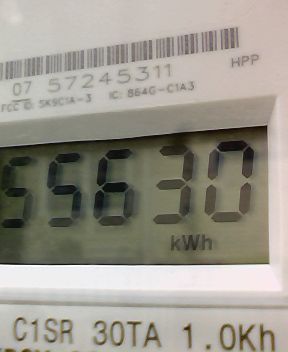 HPP
07 57245311
FCC ID: SK9C1A-3 IC: 864G-C1A3
55630
kWh
C1SR 30TA 1.0Kh